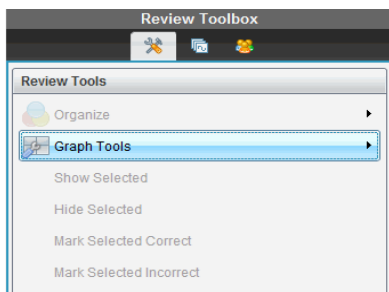 Review Toolbox
Review Tools
Organize
Graph Tools
Show Selected
Hide Selected
Mark Selected Correct
Mark Selected Incorrect